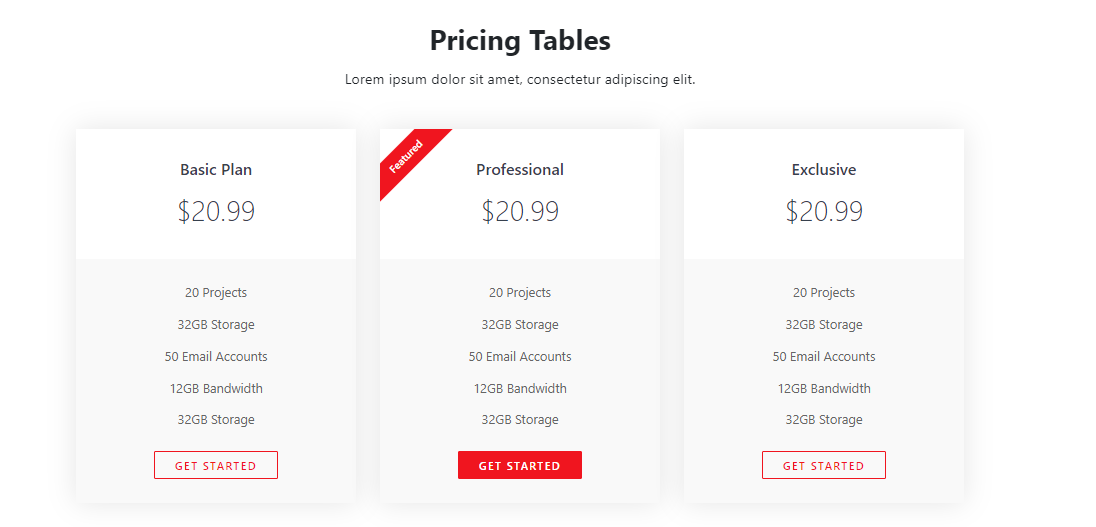 Pricing Tables
Lorem ipsum dolor sit amet, consectetur adipiscing elit.
Basic Plan
$20.99
20 Projects
32GB Storage
50 Email Accounts
12GB Bandwidth
32GB Storage
GET STARTED
Featured
Professional
$20.99
20 Projects
32GB Storage
50 Email Accounts
12GB Bandwidth
32GB Storage
GET STARTED
Exclusive
$20.99
20 Projects
32GB Storage
50 Email Accounts
12GB Bandwidth
32GB Storage
GET STARTED